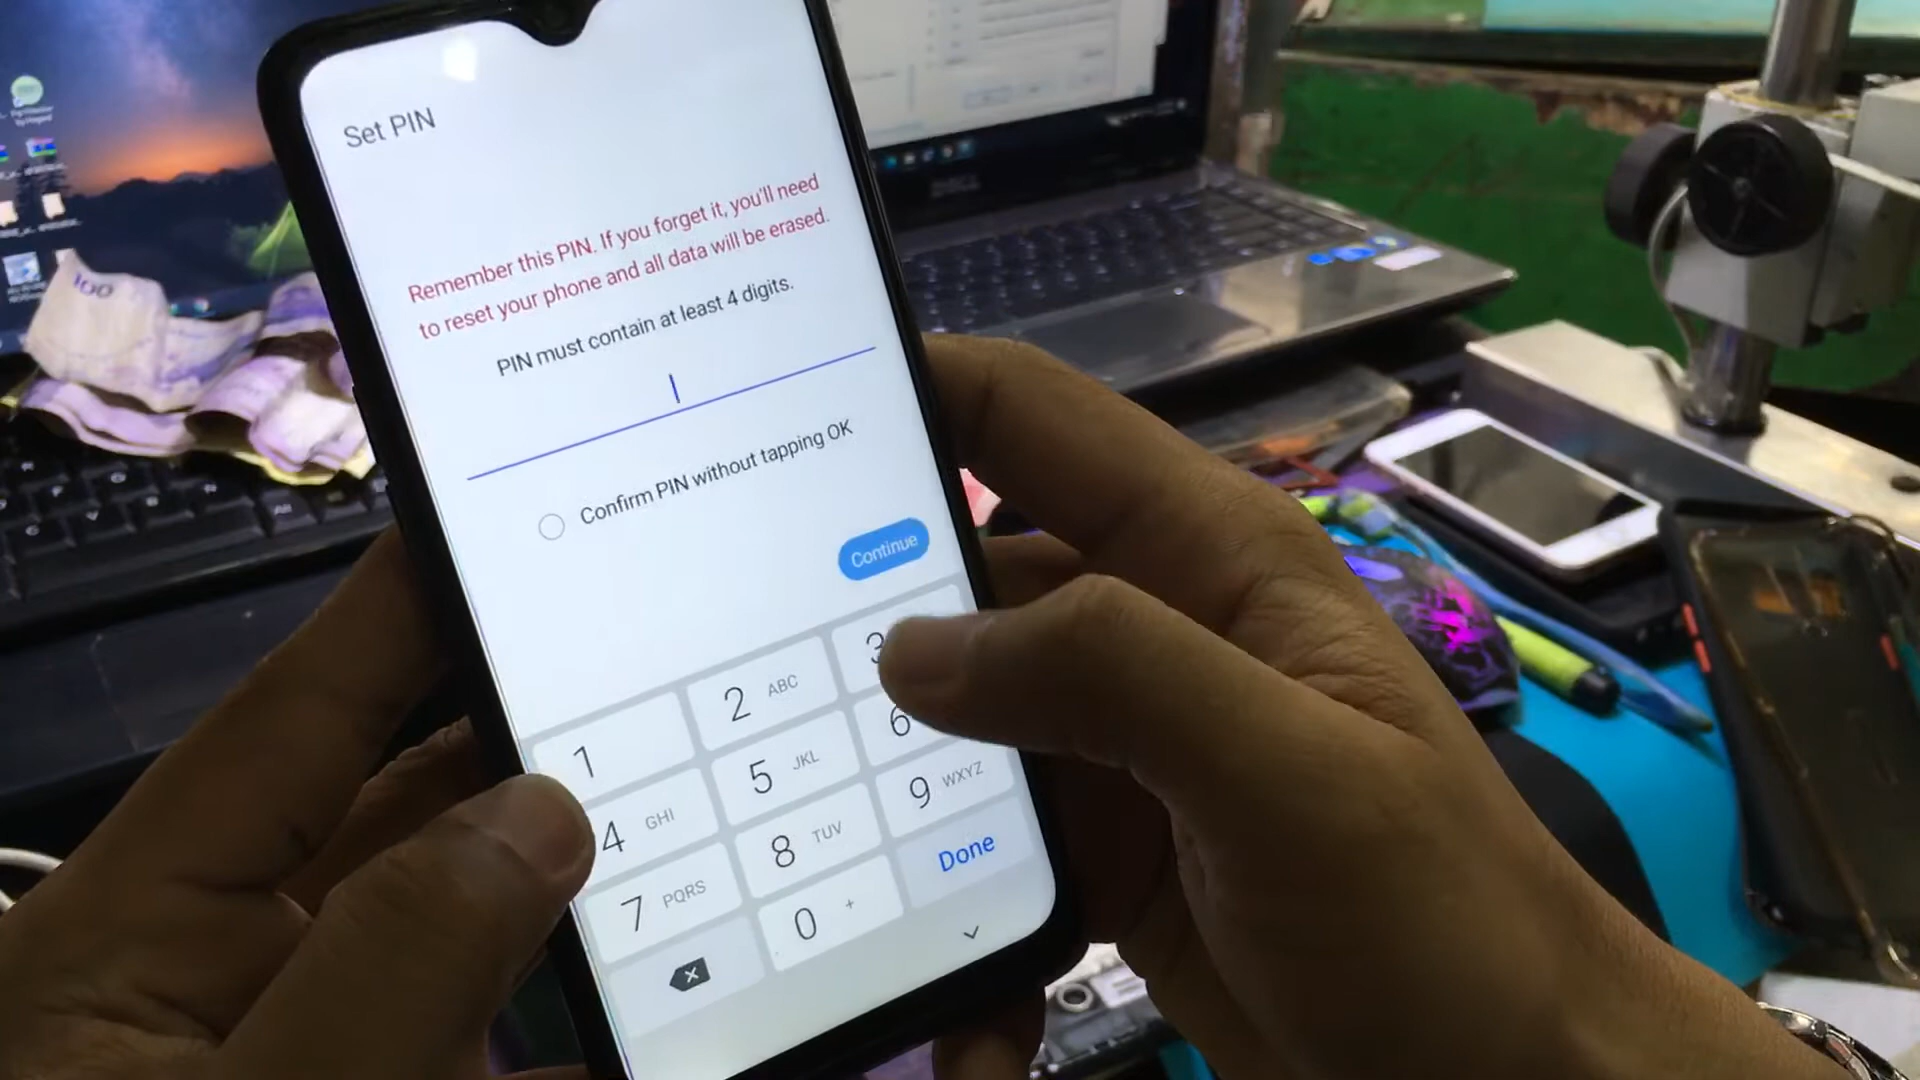 Set PIN
Remember this PIN. If you forget it, you'll need
to reset your phone and all data will be erased.
PIN must contain at least 4 digits.
Confirm PIN without tapping OK
Continue
1
2 ABC
3
4 GHI
5 JKL
6
7 PQRS
8 TUV
9 WXYZ
0 +
Done
100